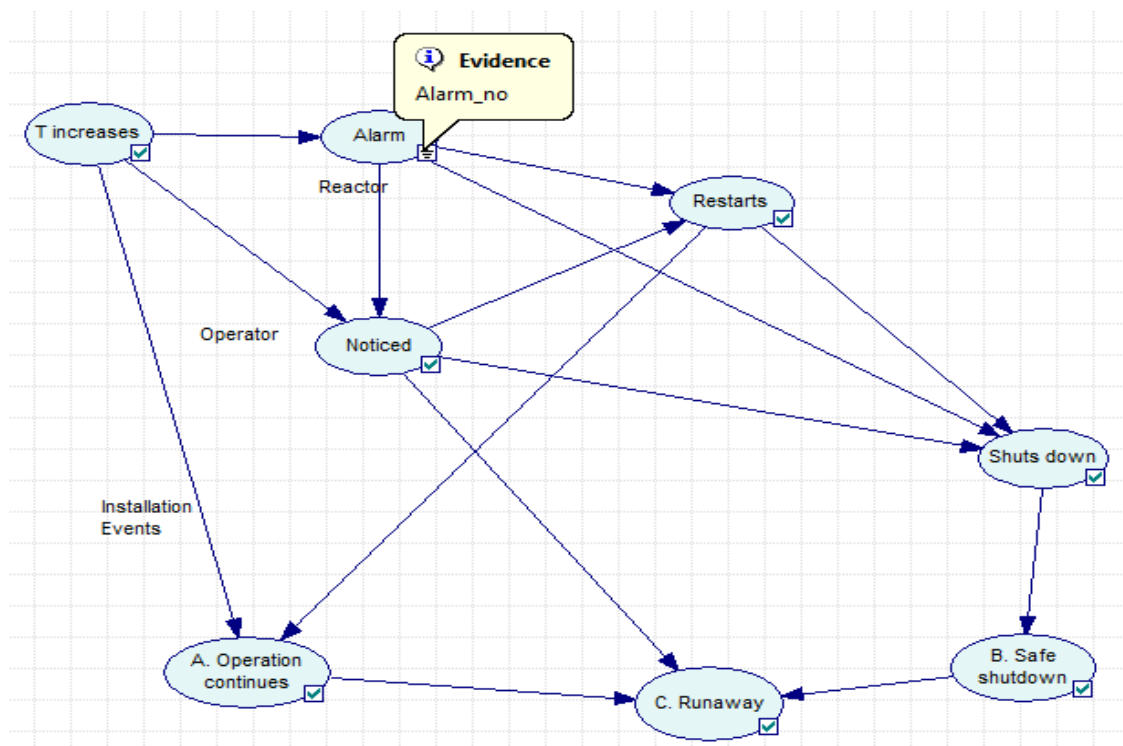 Evidence
Alarm_no
T increases
Alarm
Reactor
Restarts
Operator
Noticed
Shuts down
Installation
Events
A. Operation
continues
B. Safe
shutdown
C. Runaway